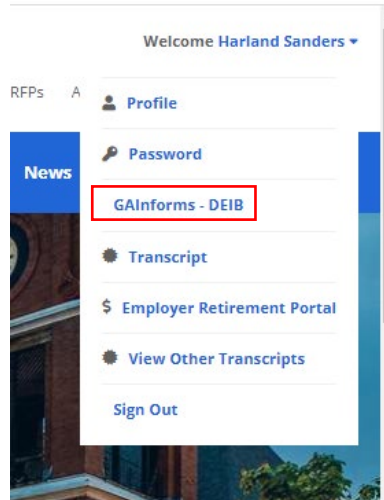 Welcome Harland Sanders
RFPs A
Profile
Password
News
GAInforms - DEIB
Transcript
$ Employer Retirement Portal
View Other Transcripts
Sign Out